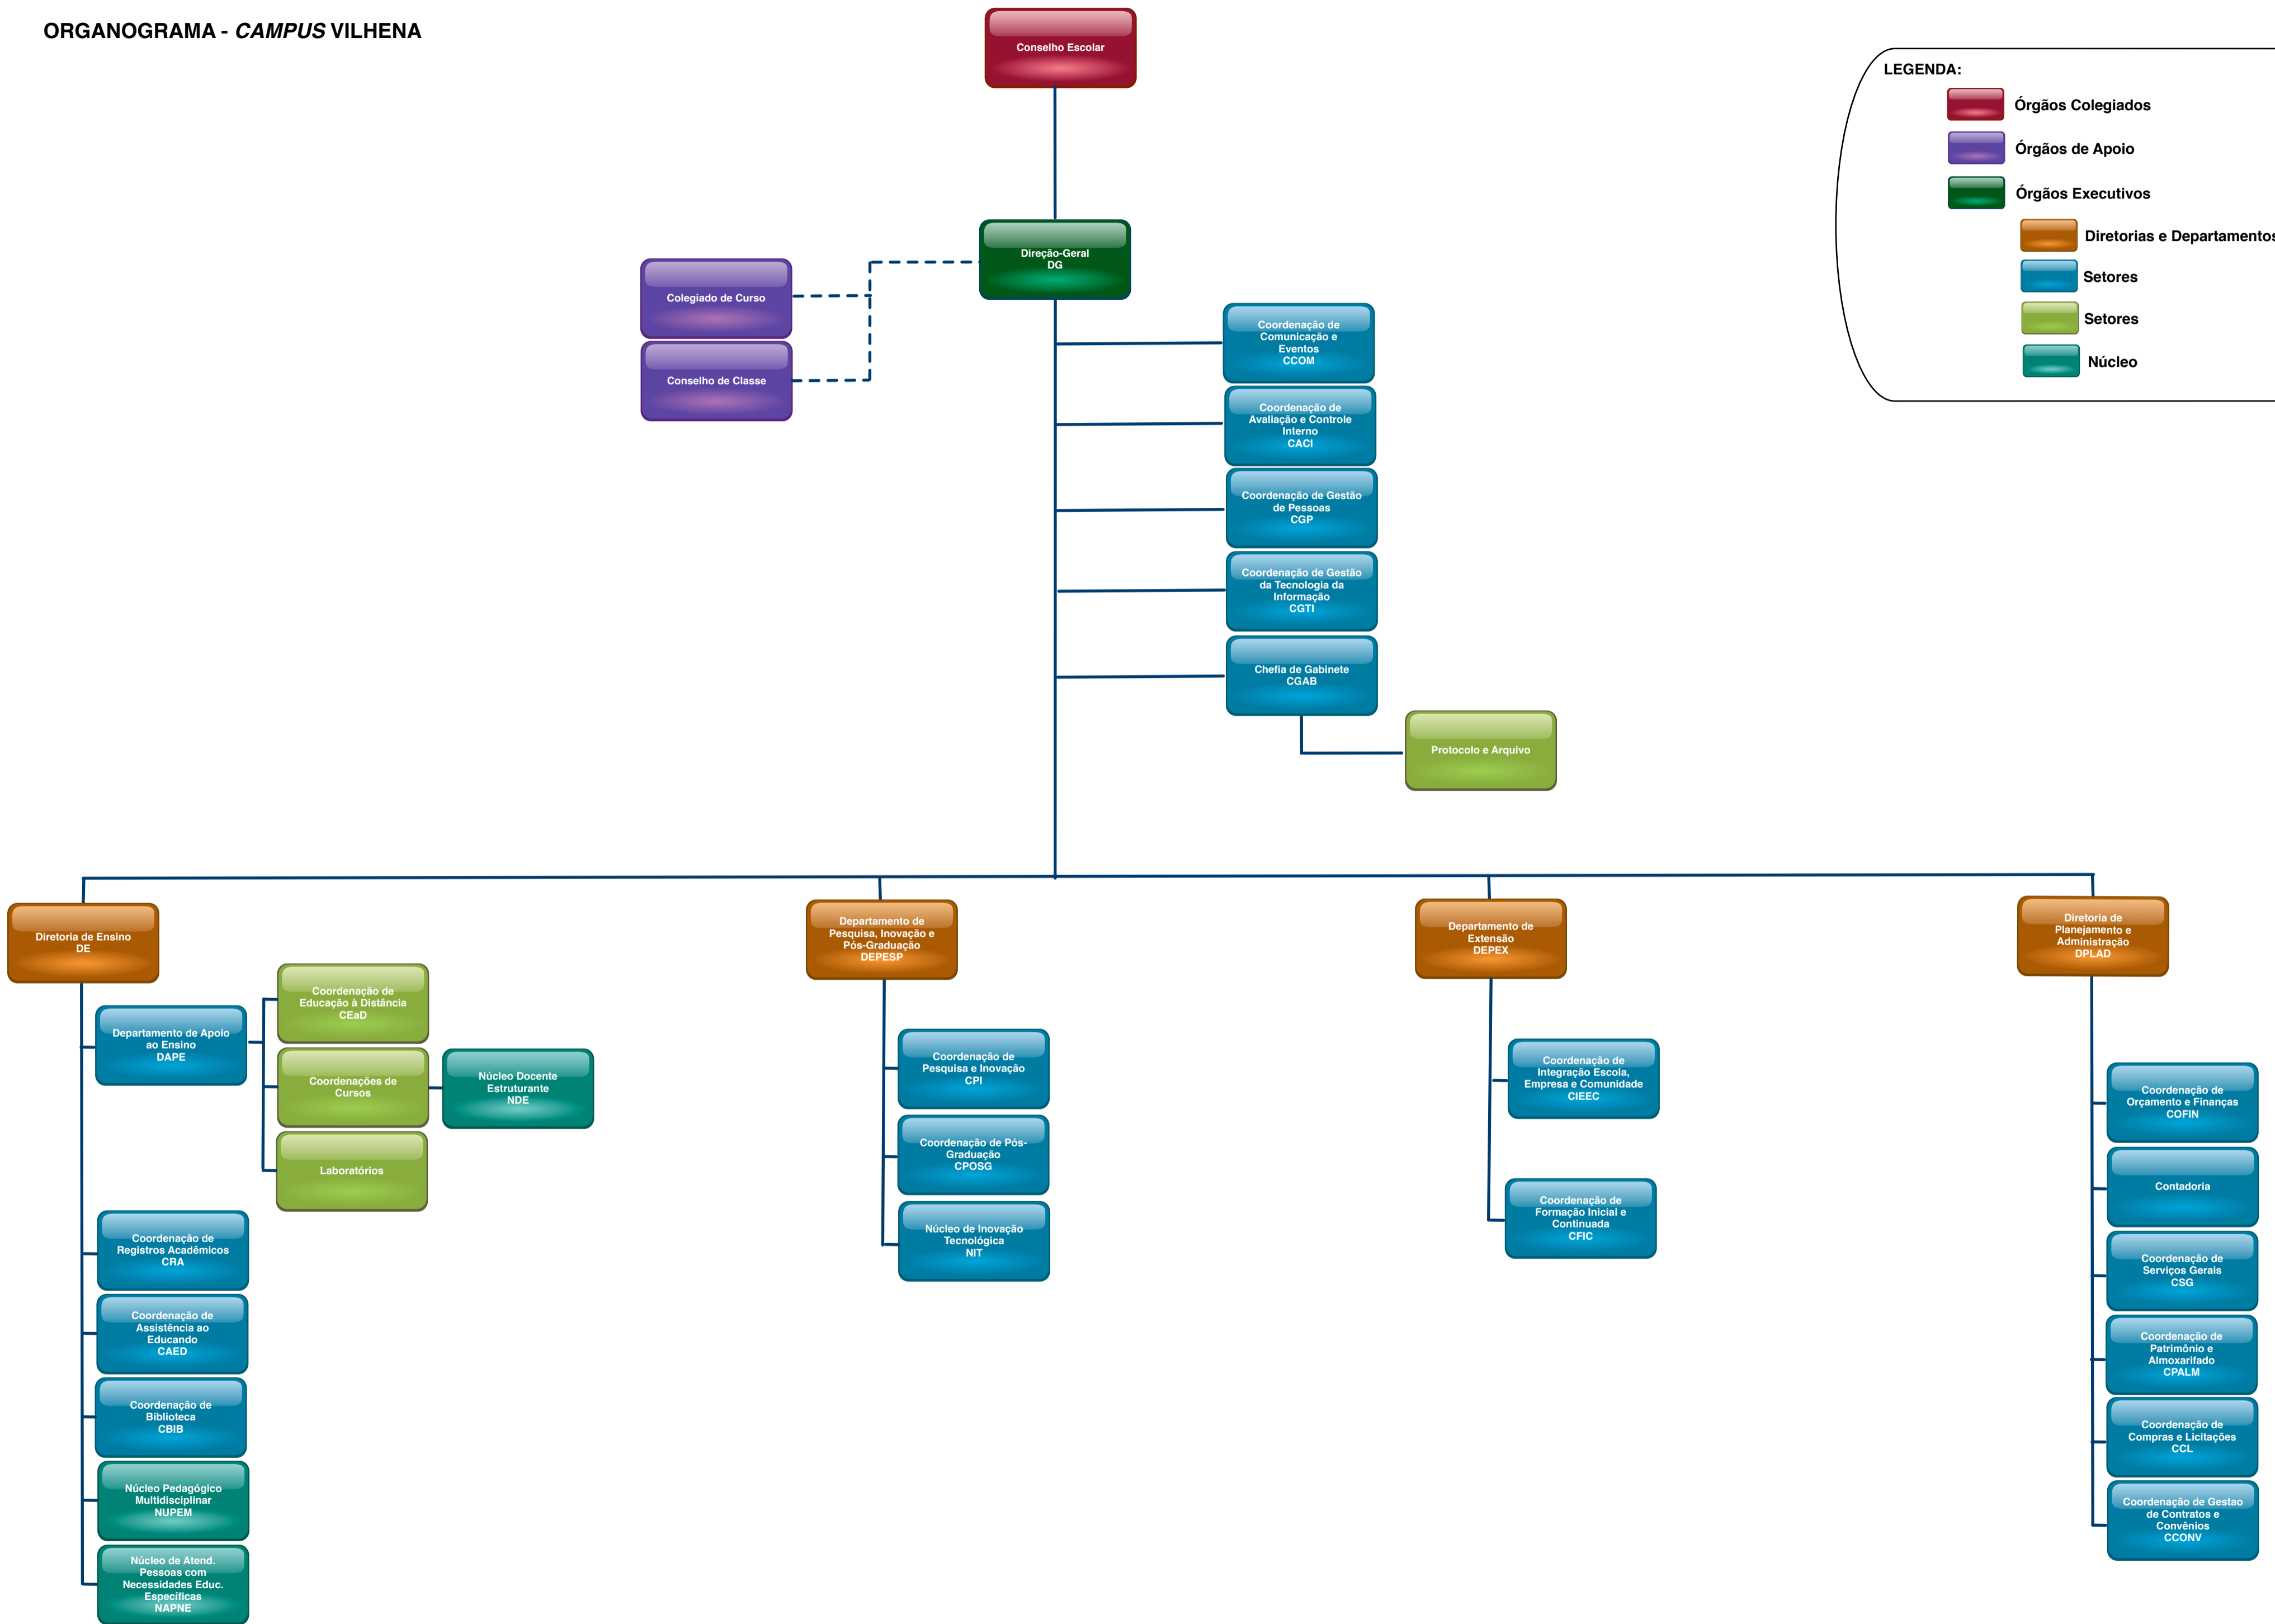 ORGANOGRAMA - CAMPUS VILHENA
Conselho Escolar
LEGENDA:
Órgãos Colegiados
Órgãos de Apoio
Órgãos Executivos
Diretorias e Departamentos
Setores
Setores
Núcleo
Direção-Geral
DG
Colegiado de Curso
Conselho de Classe
Coordenação de
Comunicação e
Eventos
CCOM
Coordenação de
Avaliação e Controle
Interno
CACI
Coordenação de Gestão
de Pessoas
CGP
Coordenação de Gestão
da Tecnologia da
Informação
CGTI
Chefia de Gabinete
CGAB
Protocolo e Arquivo
Diretoria de Ensino
DE
Departamento de Apoio
ao Ensino
DAPE
Coordenação de
Educação à Distância
CEaD
Coordenações de
Cursos
Núcleo Docente
Estruturante
NDE
Laboratórios
Coordenação de
Registros Acadêmicos
CRA
Coordenação de
Assistência ao
Educando
CAED
Coordenação de
Biblioteca
CBIB
Núcleo Pedagógico
Multidisciplinar
NUPEM
Núcleo de Atend.
Pessoas com
Necessidades Educ.
Específicas
NAPNE
Departamento de
Pesquisa, Inovação e
Pós-Graduação
DEPESP
Coordenação de
Pesquisa e Inovação
CPI
Coordenação de Pós-
Graduação
CPOSG
Núcleo de Inovação
Tecnológica
NIT
Departamento de
Extensão
DEPEX
Coordenação de
Integração Escola,
Empresa e Comunidade
CIEEC
Coordenação de
Formação Inicial e
Continuada
CFIC
Diretoria de
Planejamento e
Administração
DPLAD
Coordenação de
Orçamento e Finanças
COFIN
Contadoria
Coordenação de
Serviços Gerais
CSG
Coordenação de
Patrimônio e
Almoxarifado
CPALM
Coordenação de
Compras e Licitações
CCL
Coordenação de Gestao
de Contratos e
Convênios
CCONV